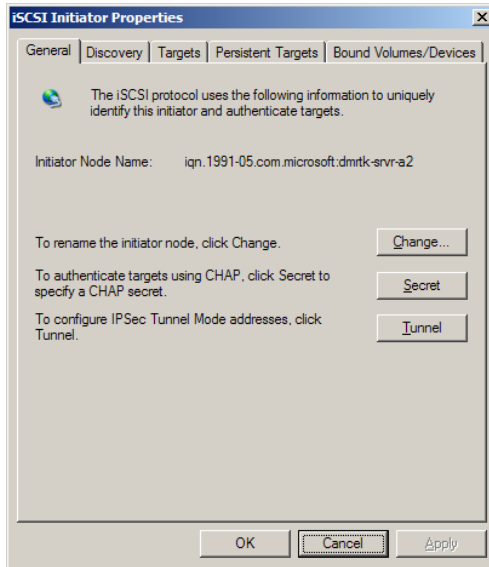 iSCSI Initiator Properties
General Discovery Targets Persistent Targets Bound Volumes/Devices
The iSCSI protocol uses the following information to uniquely
identify this initiator and authenticate targets.
Initiator Node Name: iqn.1991-05.com.microsoft:dmrtk-srvr-a2
To rename the initiator node, click Change. Change...
To authenticate targets using CHAP, click Secret to
specify a CHAP secret.
Secret
To configure IPSec Tunnel Mode addresses, click
Tunnel.
Tunnel
OK Cancel Apply